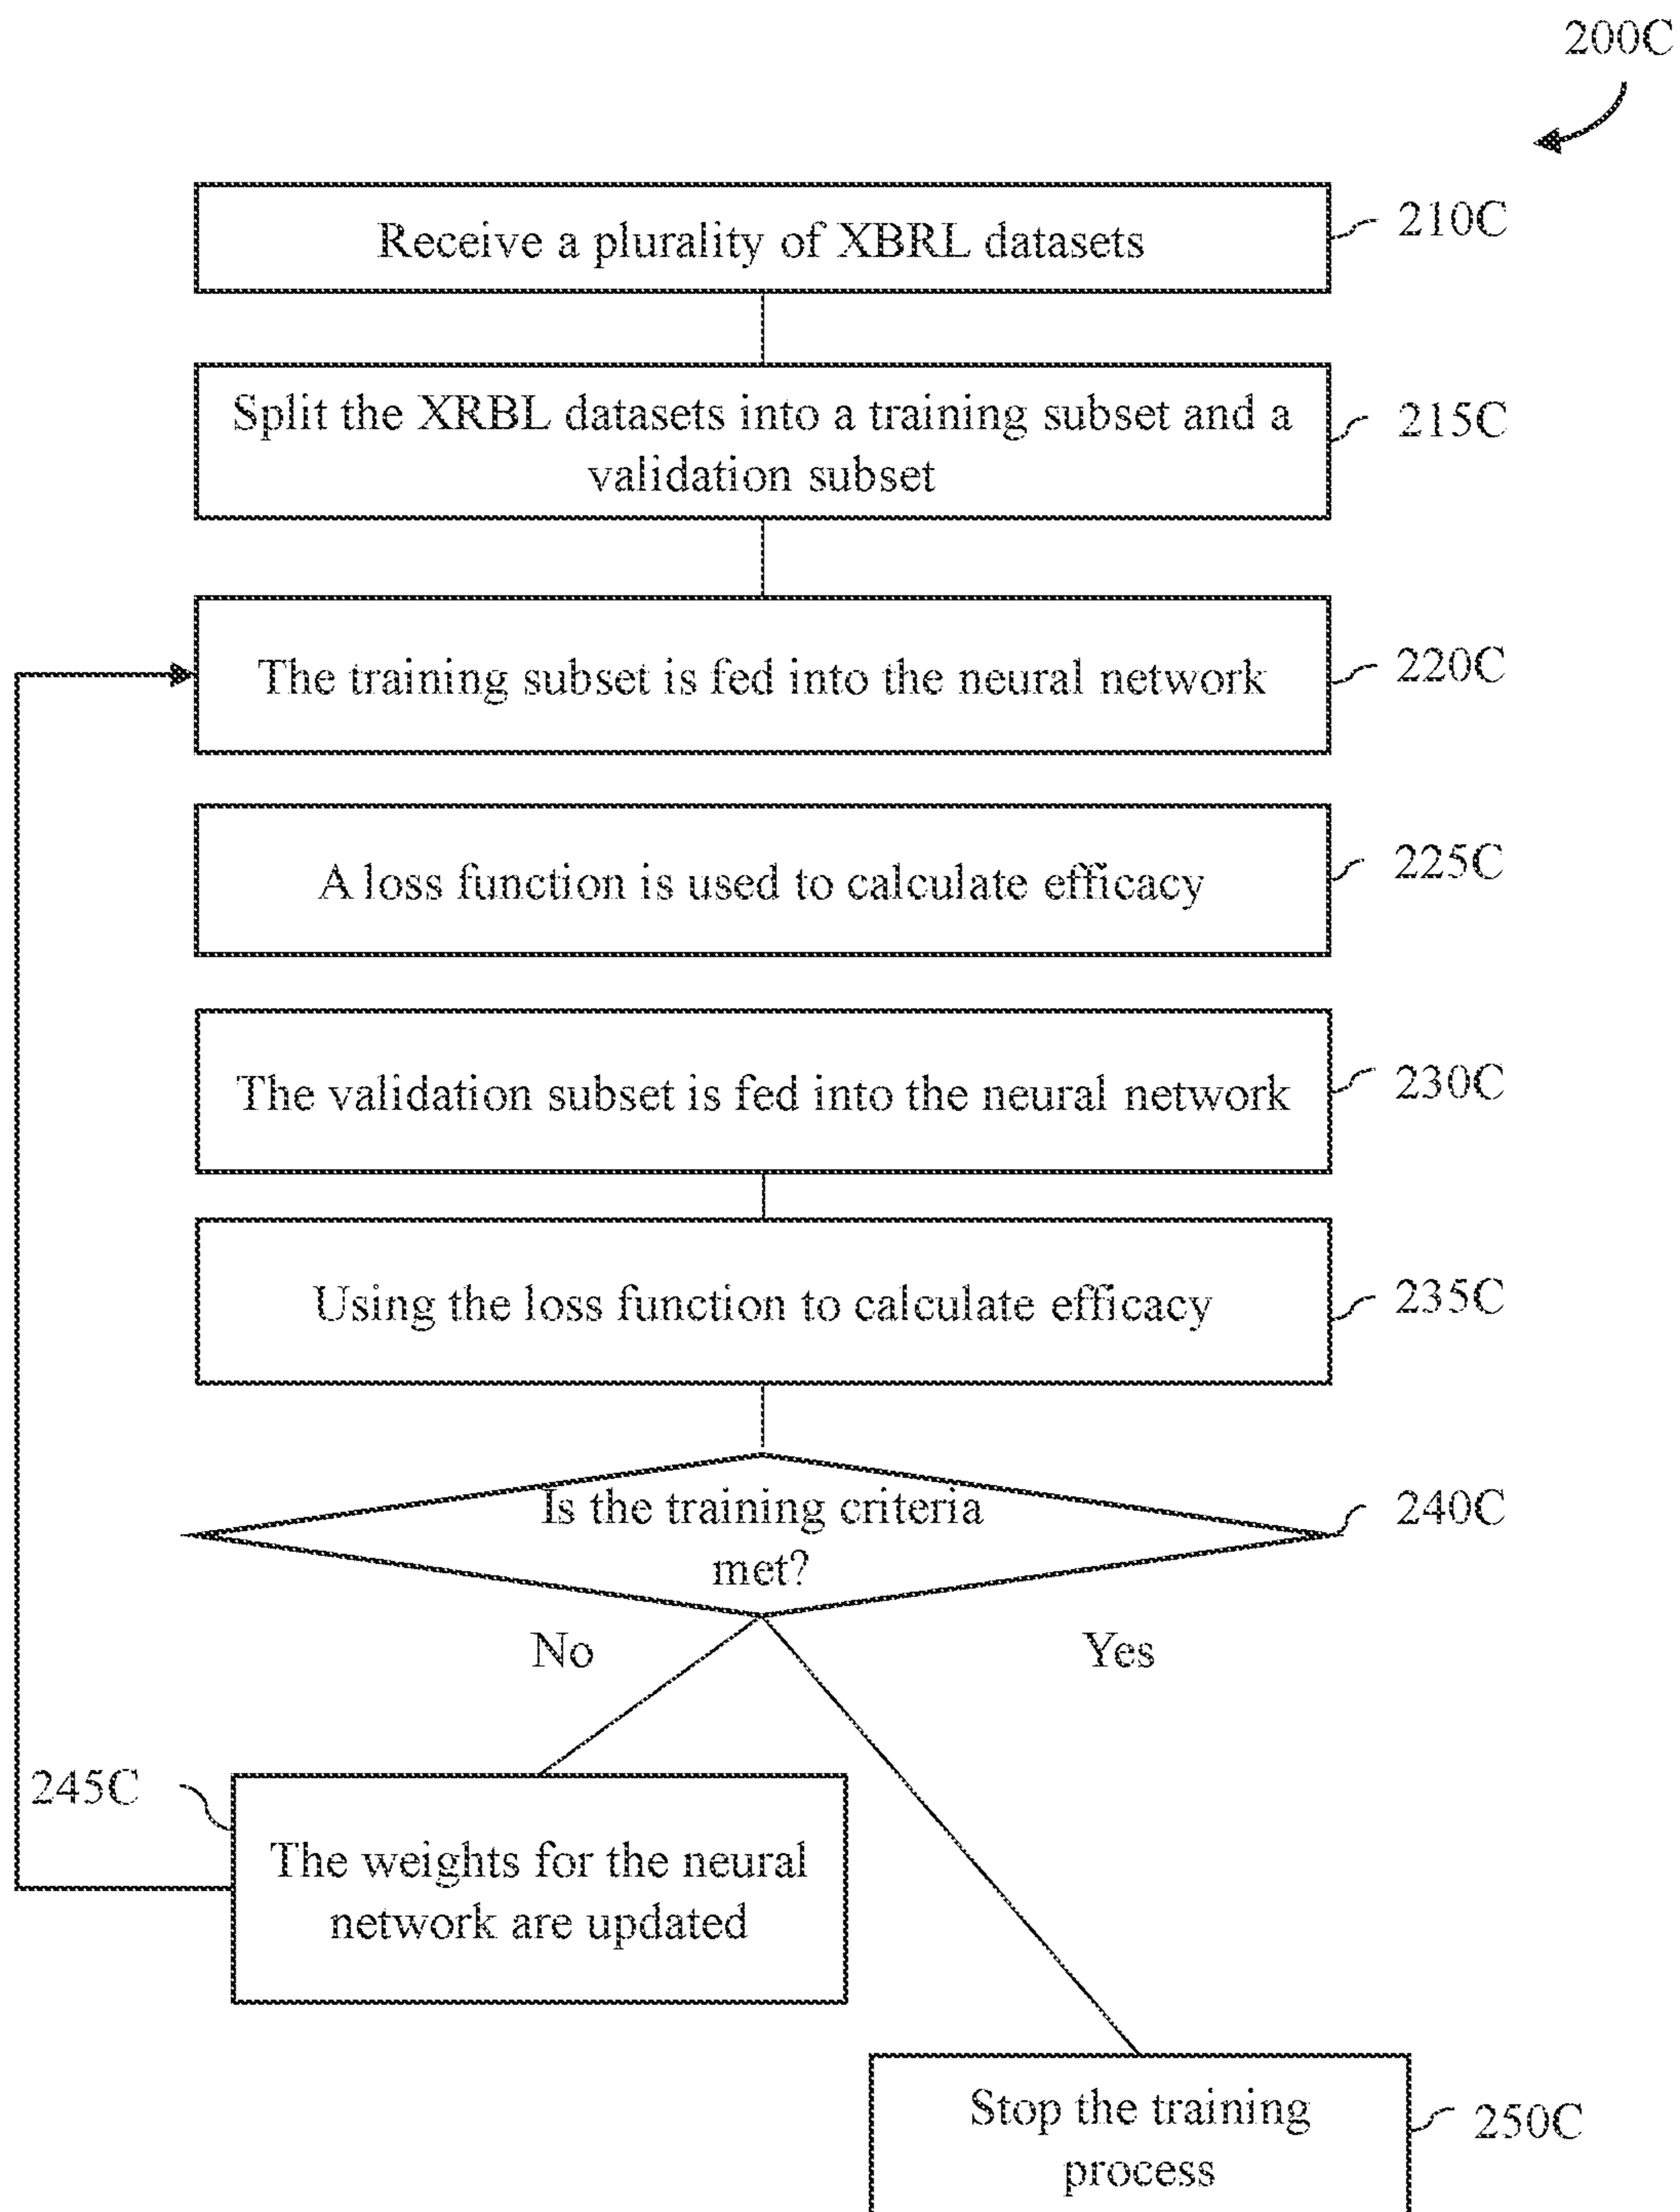 200C
Receive a plurality of XBRL datasets
210C
Split the XRBL datasets into a training subset and a
validation subset
215C
The training subset is fed into the neural network
220C
A loss function is used to calculate efficacy
225C
The validation subset is fed into the neural network
230C
Using the loss function to calculate efficacy
235C
Is the training criteria
met?
240C
No
Yes
245C
The weights for the neural
network are updated
Stop the training
process
250C